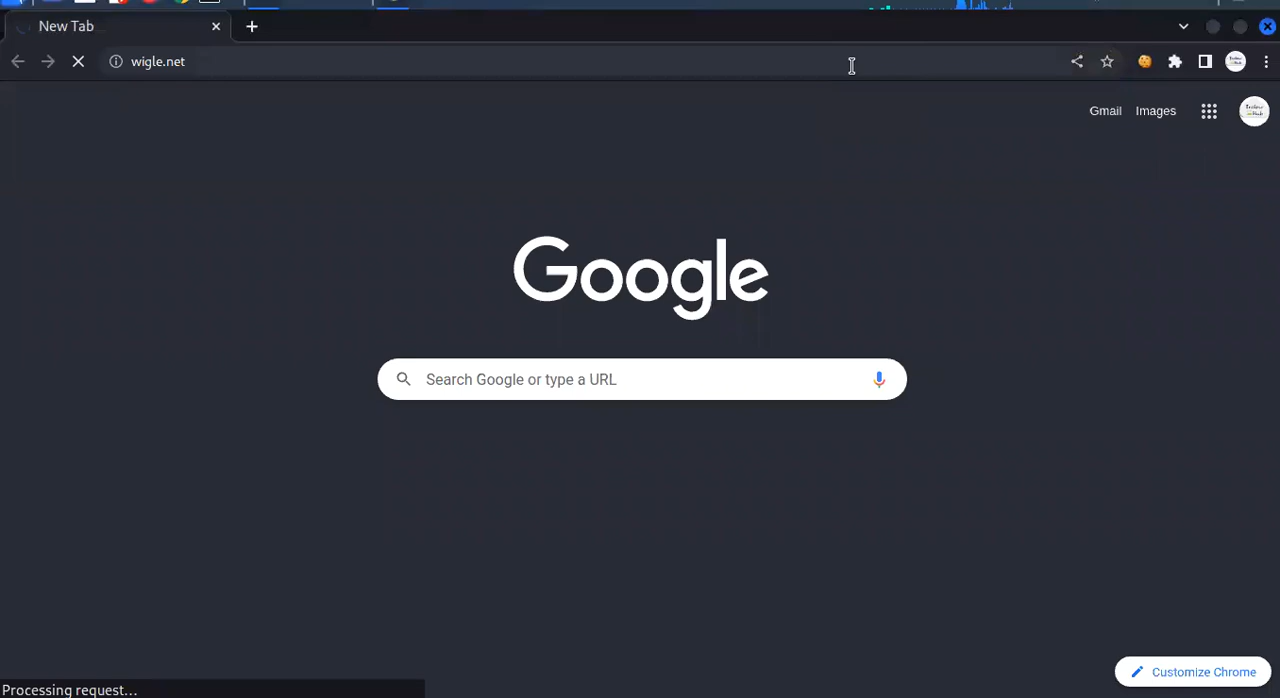 New Tab
wigle.net
Gmail Images
Google
Search Google or type a URL
Customize Chrome
Processing request...